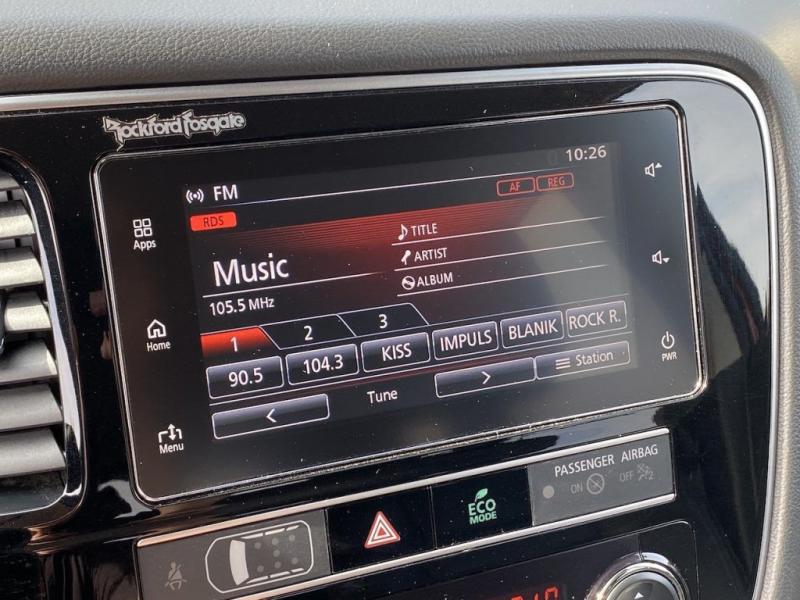 Rockford Fosgate
10:26
FM
AF REG
RDS
Apps
TITLE
Music
ARTIST
ALBUM
105.5 MHz
Home
1 2 3
90.5 104.3 KISS IMPULS BLANIK ROCK R.
PWR
< Tune > Station
Menu
PASSENGER AIRBAG
ON OFF
ECO
MODE